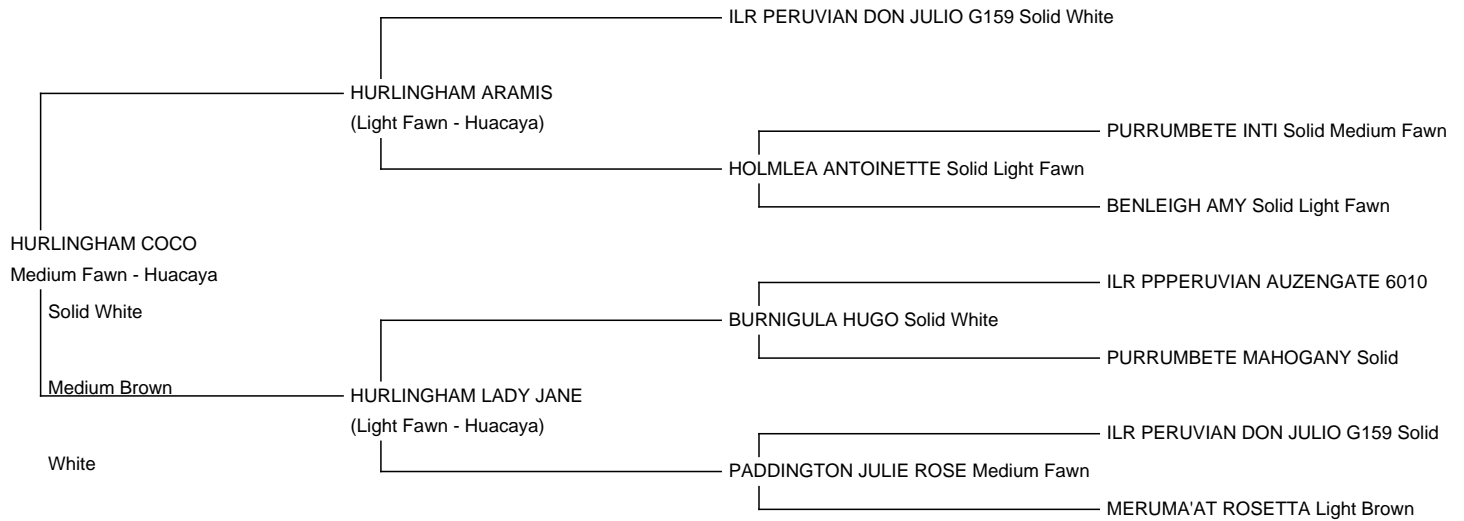 ILR PERUVIAN DON JULIO G159 Solid White
HURLINGHAM ARAMIS
(Light Fawn - Huacaya)
PURRUMBETE INTI Solid Medium Fawn
HOLMLEA ANTOINETTE Solid Light Fawn
BENLEIGH AMY Solid Light Fawn
HURLINGHAM COCO
Medium Fawn - Huacaya
ILR PPPERUVIAN AUZENGATE 6010
Solid White
BURNIGULA HUGO Solid White
PURRUMBETE MAHOGANY Solid
Medium Brown
HURLINGHAM LADY JANE
(Light Fawn - Huacaya)
ILR PERUVIAN DON JULIO G159 Solid
White
PADDINGTON JULIE ROSE Medium Fawn
MERUMA'AT ROSETTA Light Brown